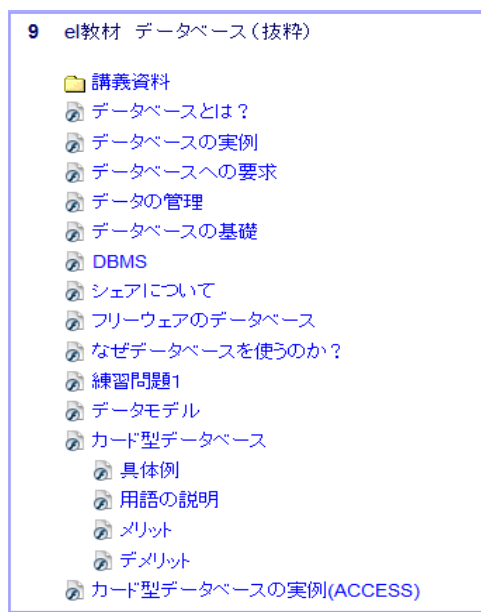 9 el教材 データベース（抜粋）
講義資料
データベースとは？
データベースの実例
データベースへの要求
データの管理
データベースの基礎
DBMS
シェアについて
フリーウェアのデータベース
なぜデータベースを使うのか？
練習問題1
データモデル
カード型データベース
具体例
用語の説明
メリット
デメリット
カード型データベースの実例(ACCESS)